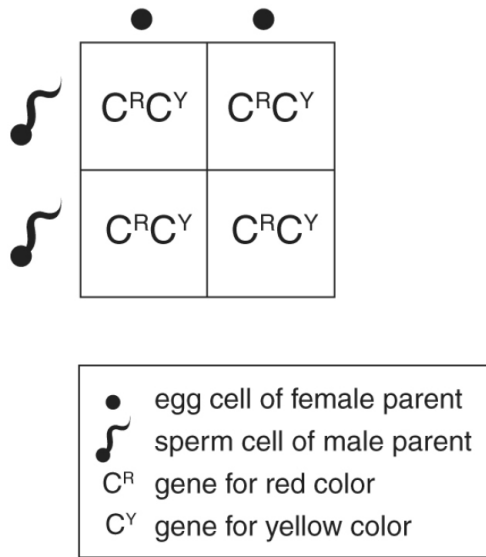 CᴿCʸ CᴿCʸ
CᴿCʸ CᴿCʸ
egg cell of female parent
sperm cell of male parent
Cᴿ gene for red color
Cʸ gene for yellow color